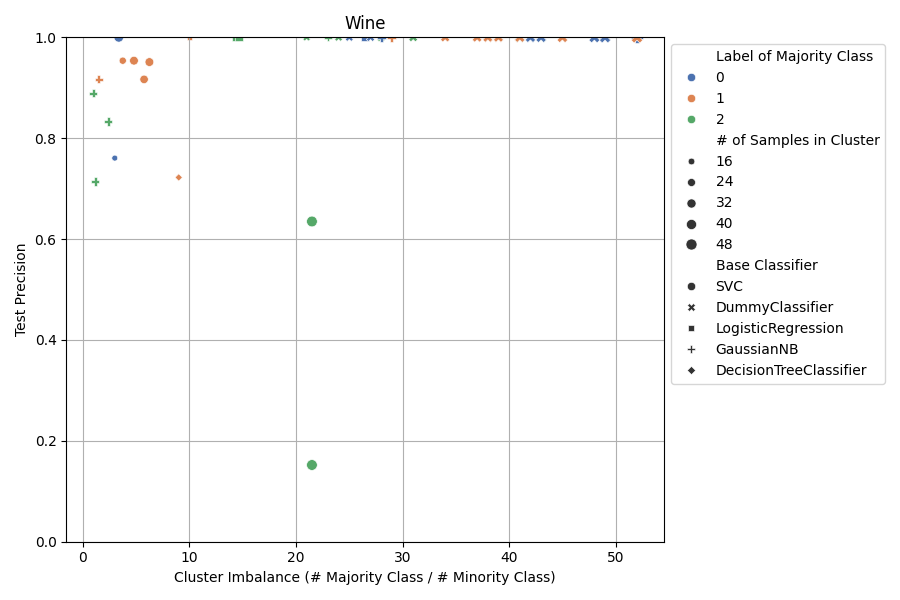 Wine
1.0
0.8
0.6
0.4
0.2
0.0
Test Precision
0 10 20 30 40 50
Cluster Imbalance (# Majority Class / # Minority Class)
Label of Majority Class
0
1
2
# of Samples in Cluster
16
24
32
40
48
Base Classifier
SVC
DummyClassifier
LogisticRegression
GaussianNB
DecisionTreeClassifier